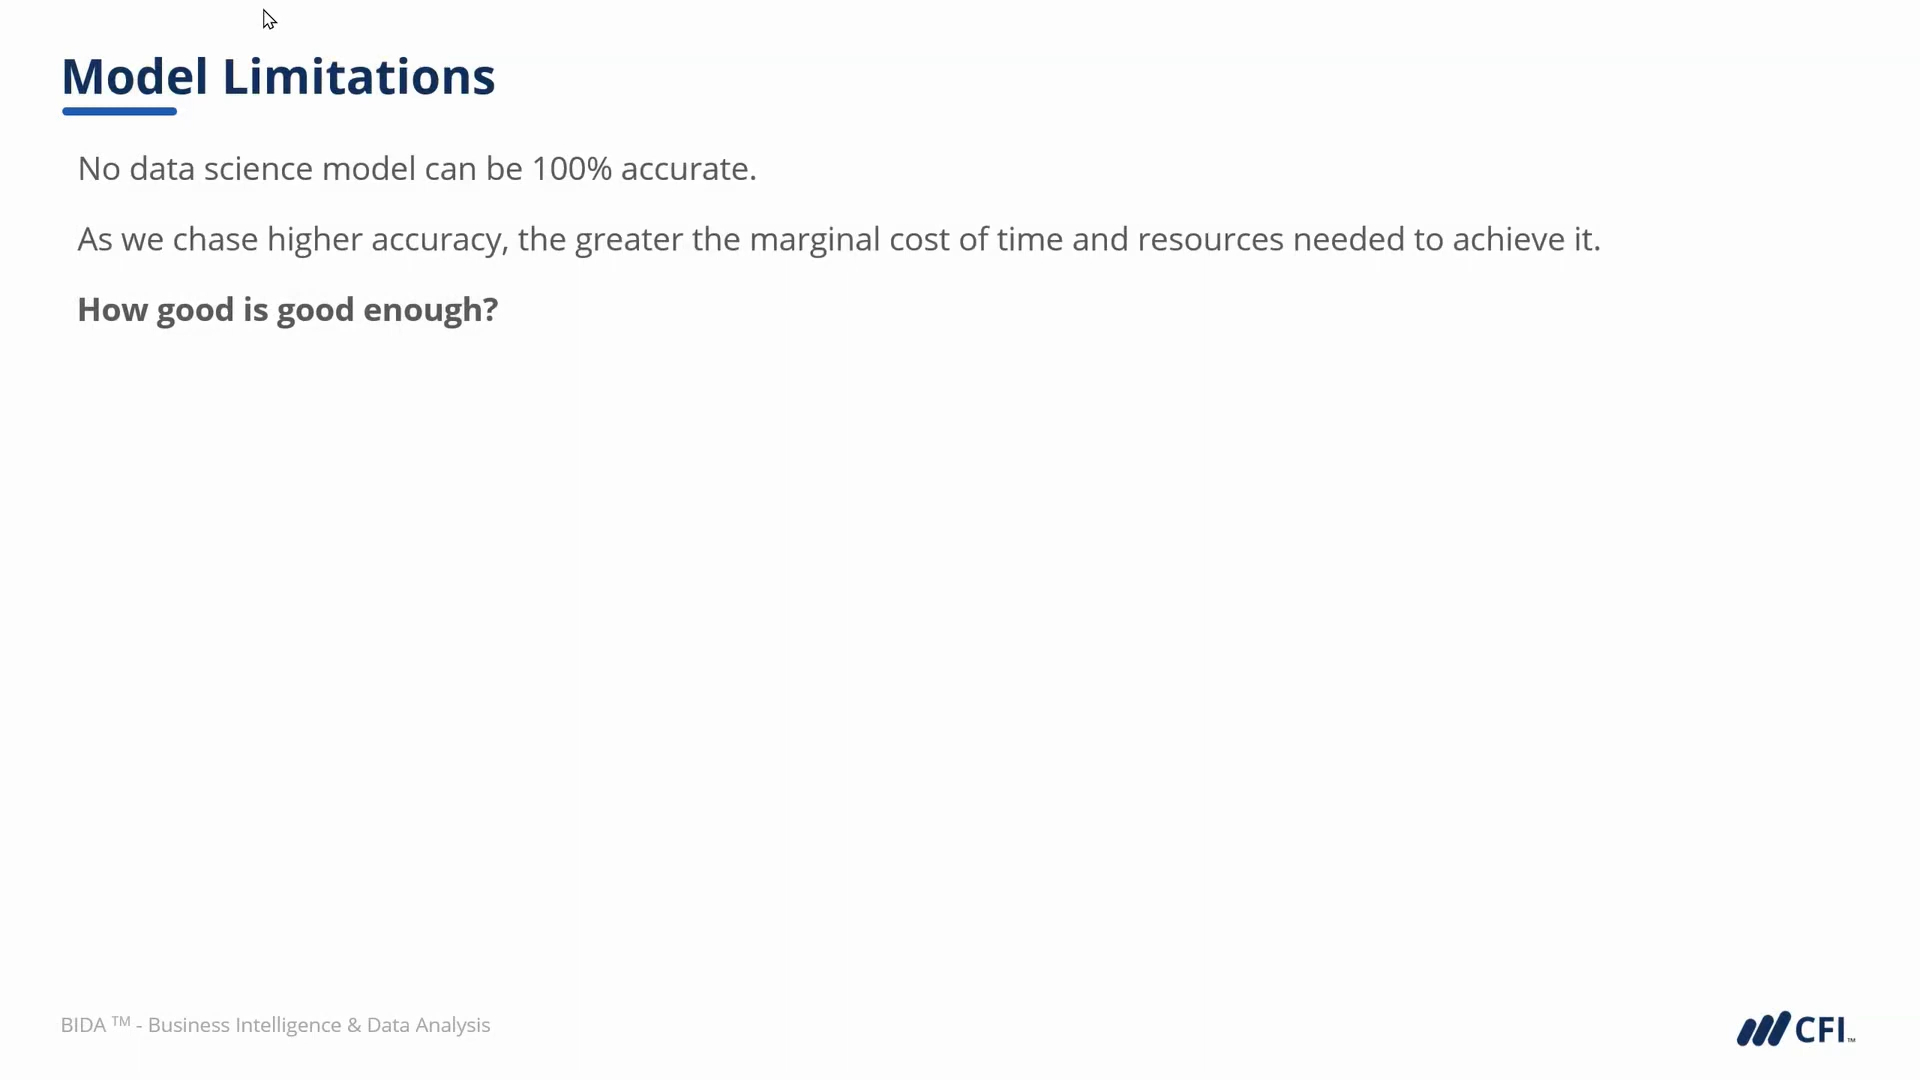 Model Limitations
No data science model can be 100% accurate.
As we chase higher accuracy, the greater the marginal cost of time and resources needed to achieve it.
How good is good enough?
BIDA ™ - Business Intelligence & Data Analysis
CFI™